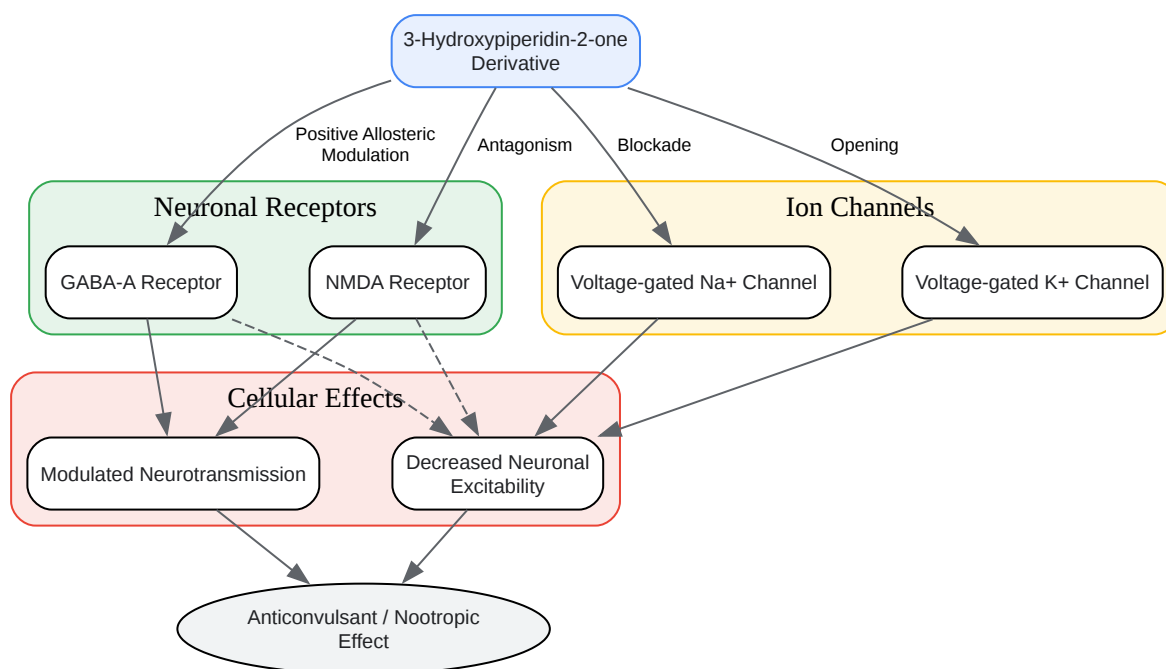 3-Hydroxypiperidin-2-one
Derivative
Positive Allosteric
Modulation
Antagonism
Blockade
Opening
Neuronal Receptors
Ion Channels
GABA-A Receptor
NMDA Receptor
Voltage-gated Na+ Channel
Voltage-gated K+ Channel
Cellular Effects
Modulated Neurotransmission
Decreased Neuronal
Excitability
Anticonvulsant / Nootropic
Effect